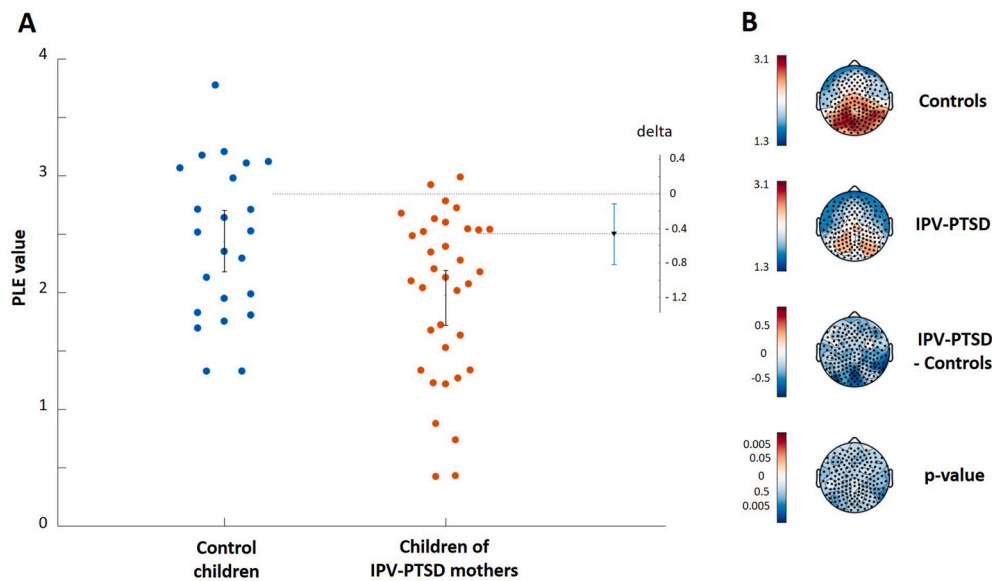 A
4
3
2
1
0
PLE value
Control
children
Children of
IPV-PTSD mothers
delta
0.4
0
- 0.4
- 0.8
- 1.2
B
3.1
1.3
Controls
3.1
1.3
IPV-PTSD
0.5
0
-0.5
IPV-PTSD
- Controls
0.005
0.05
0
0.5
0.005
p-value